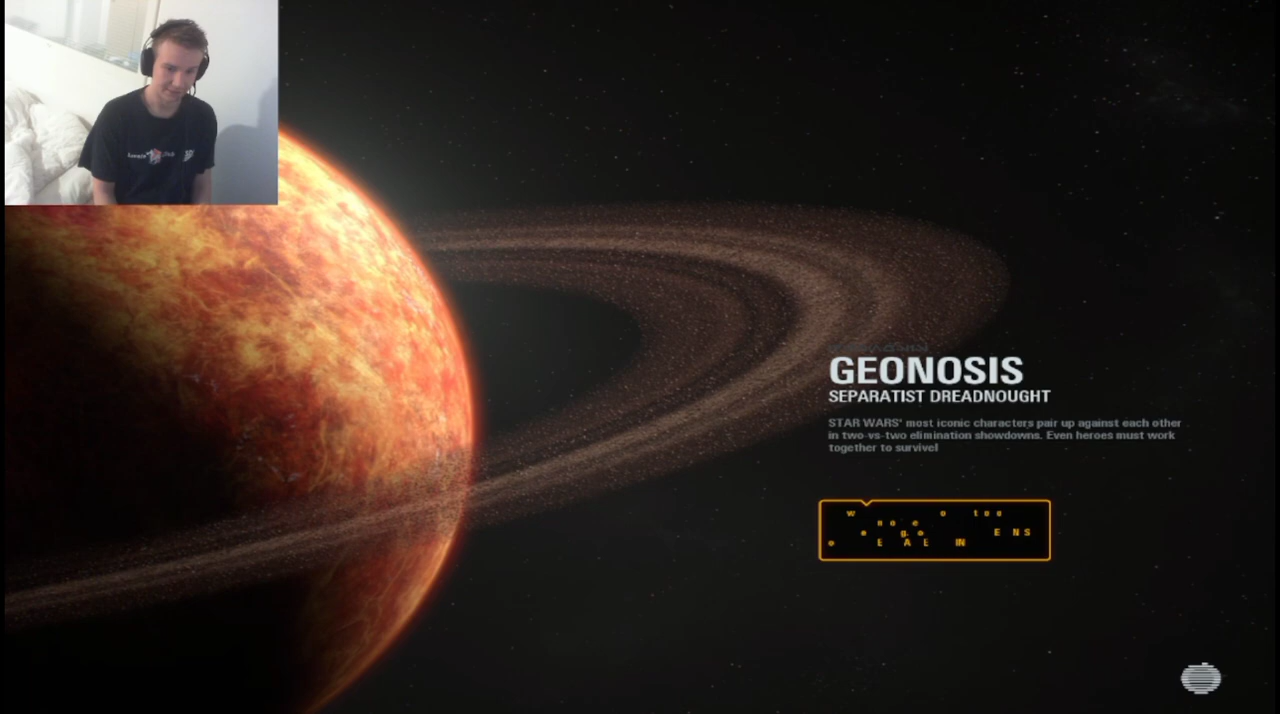 GEONOSIS
SEPARATIST DREADNOUGHT
STAR WARS' most iconic characters pair up against each other
in two-vs-two elimination showdowns. Even heroes must work
together to survive!